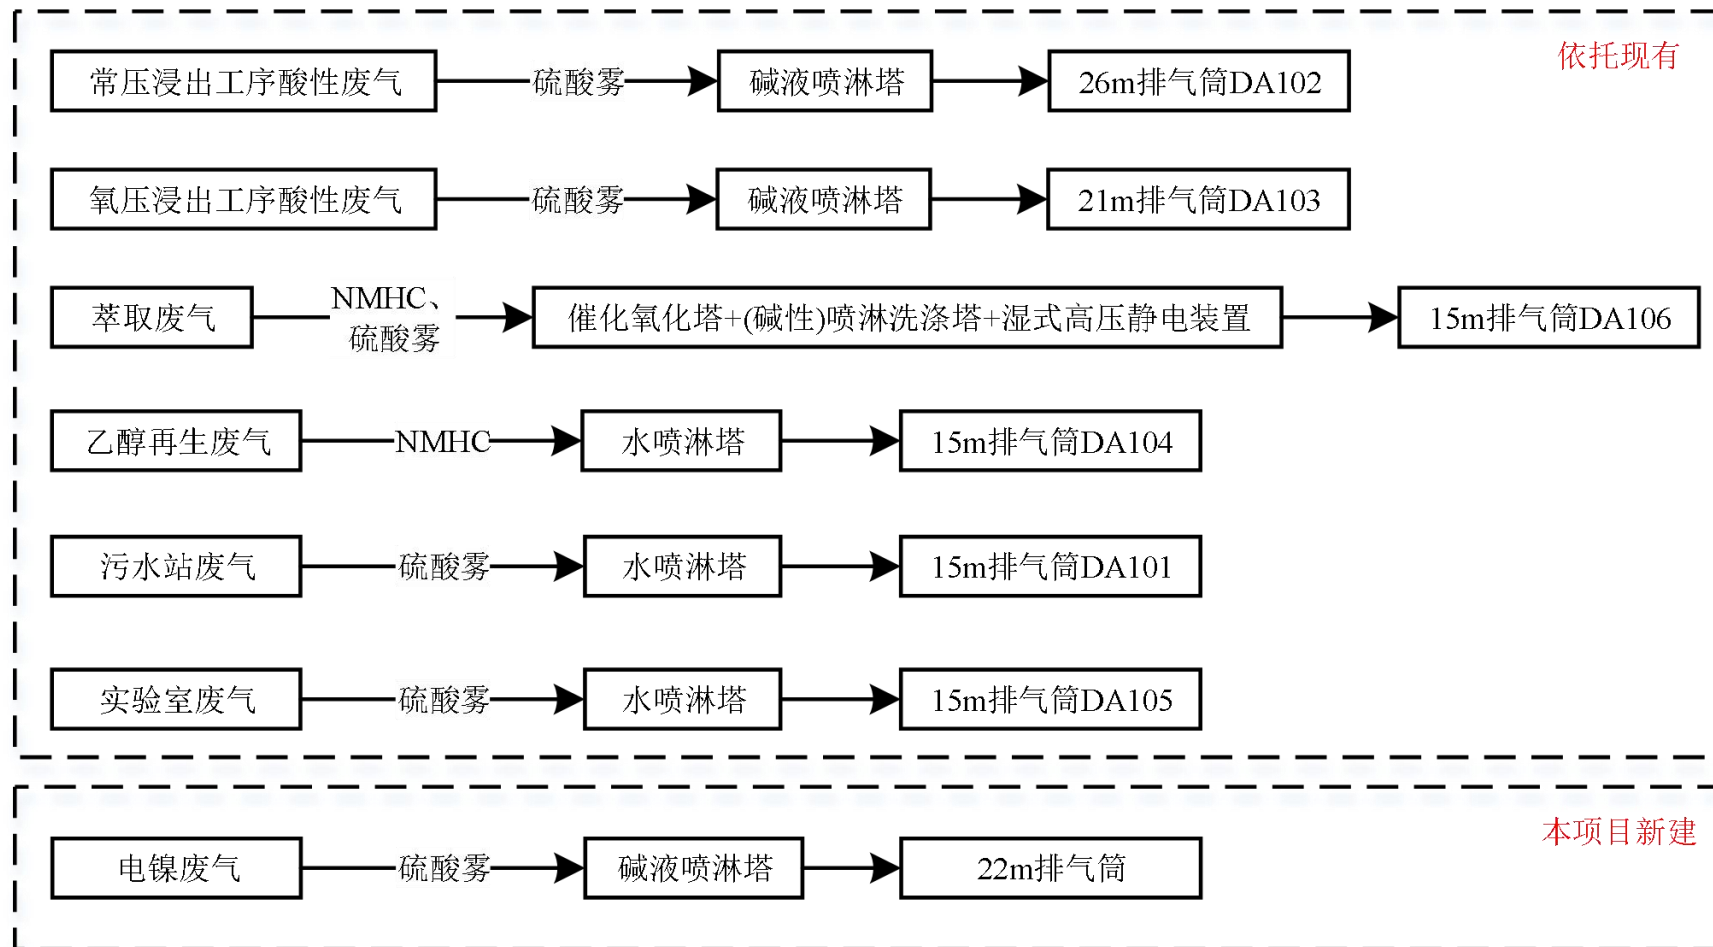 依托现有
常压浸出工序酸性废气 硫酸雾 碱液喷淋塔 26m排气筒DA102
氧压浸出工序酸性废气 硫酸雾 碱液喷淋塔 21m排气筒DA103
萃取废气 NMHC、 催化氧化塔+(碱性)喷淋洗涤塔+湿式高压静电装置 15m排气筒DA106
硫酸雾
乙醇再生废气 NMHC 水喷淋塔 15m排气筒DA104
污水站废气 硫酸雾 水喷淋塔 15m排气筒DA101
实验室废气 硫酸雾 水喷淋塔 15m排气筒DA105
本项目新建
电镍废气 硫酸雾 碱液喷淋塔 22m排气筒